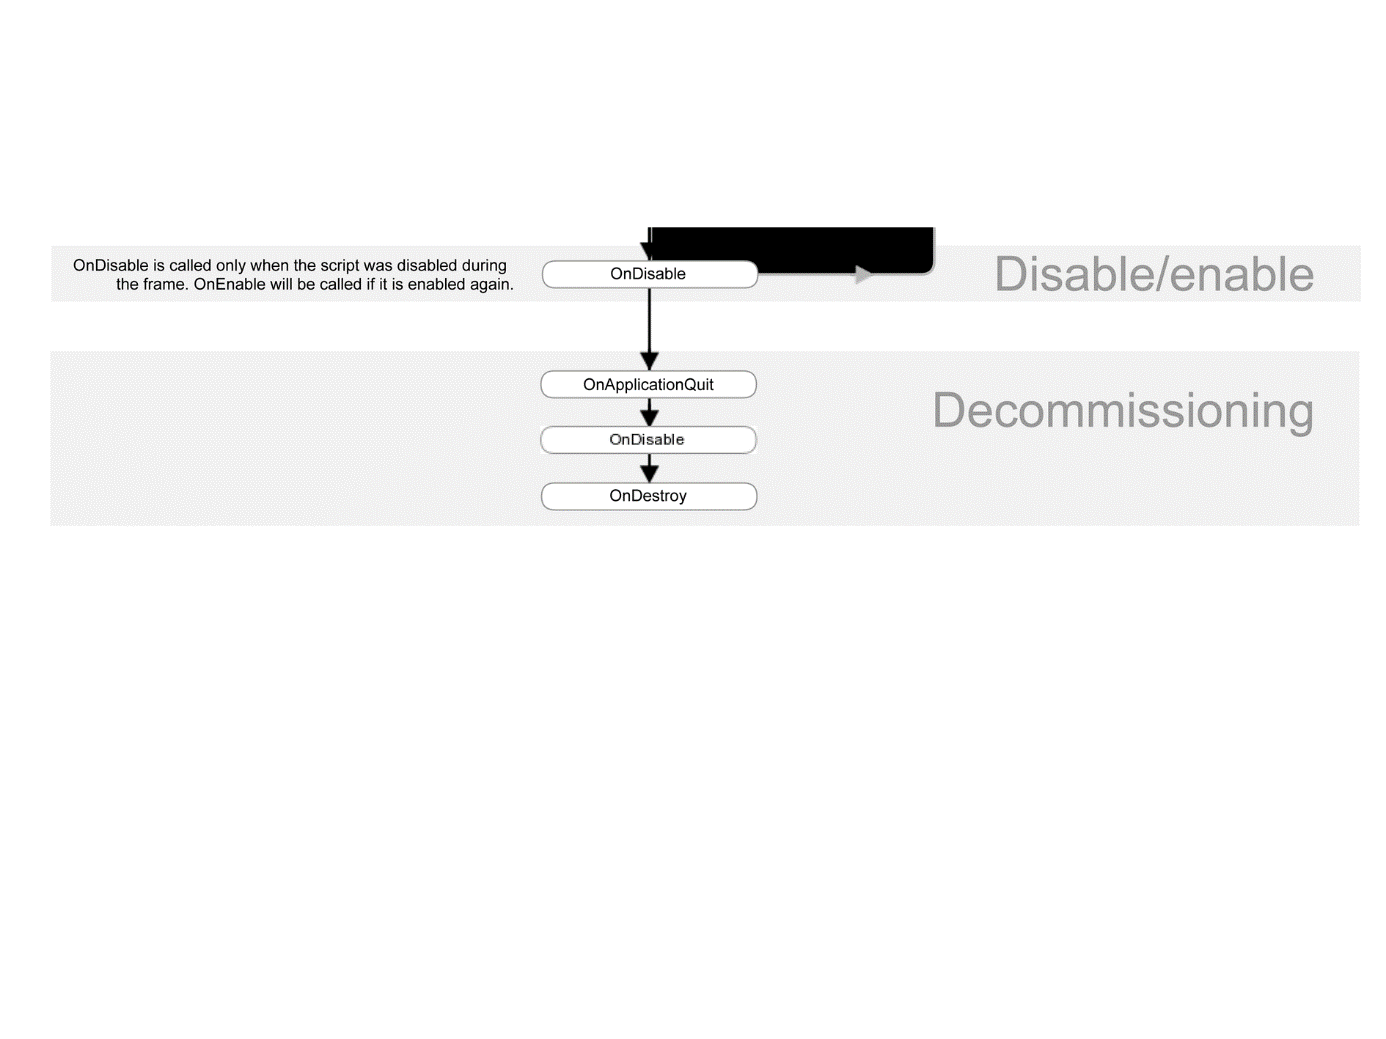 OnDisable is called only when the script was disabled during
the frame. OnEnable will be called if it is enabled again.
OnDisable
Disable/enable
OnApplicationQuit
Decommissioning
OnDisable
OnDestroy